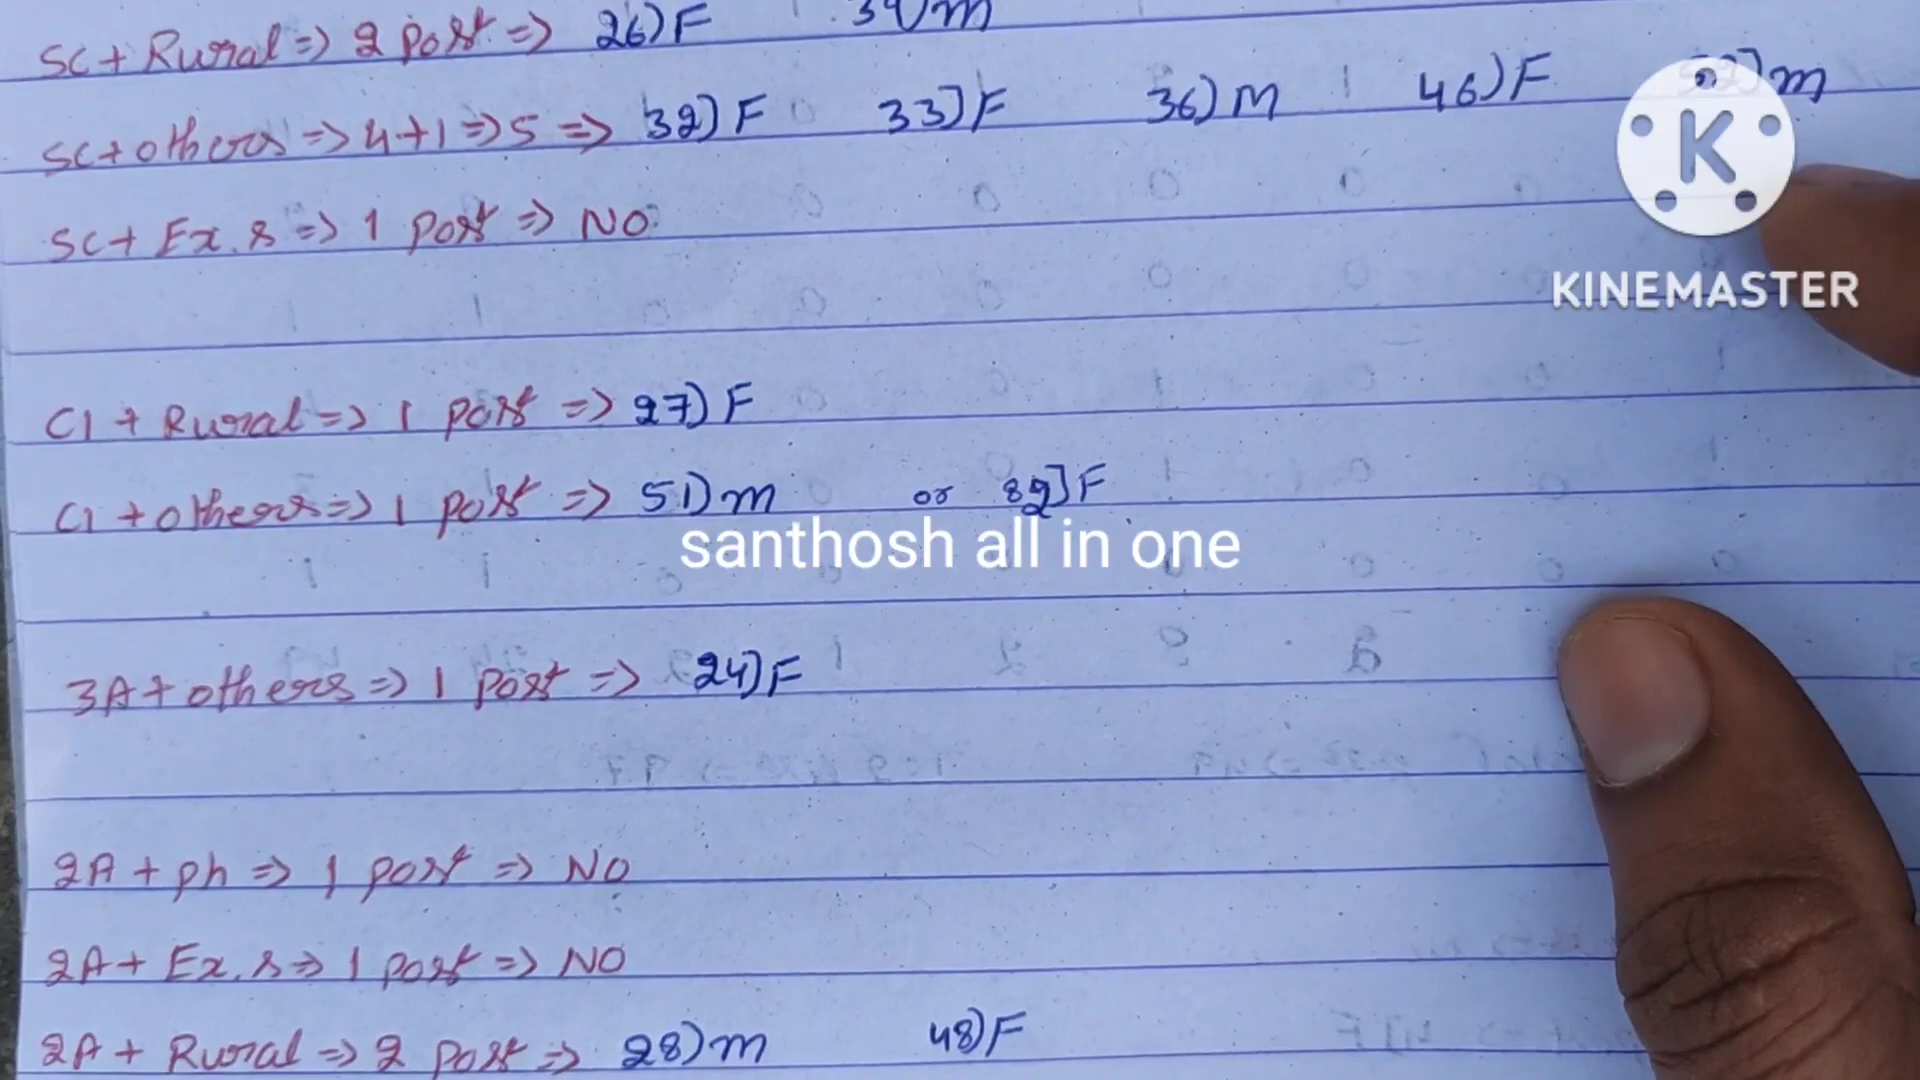 SC + Rural => 2 post => 26) F 34) m
SC + others => 4+1 => 5 => 32) F 33) F 36) M 46) F m
SC + Ex. s => 1 post => NO
KINEMASTER
C1 + Rural => 1 post => 27) F
C1 + others => 1 post => 51) m or 89) F
santhosh all in one
3A + others => 1 post => 24) F
2A + ph => 1 post => NO
2A + Ex. s => 1 post => NO
2A + Rural => 2 post => 28) m 48) F